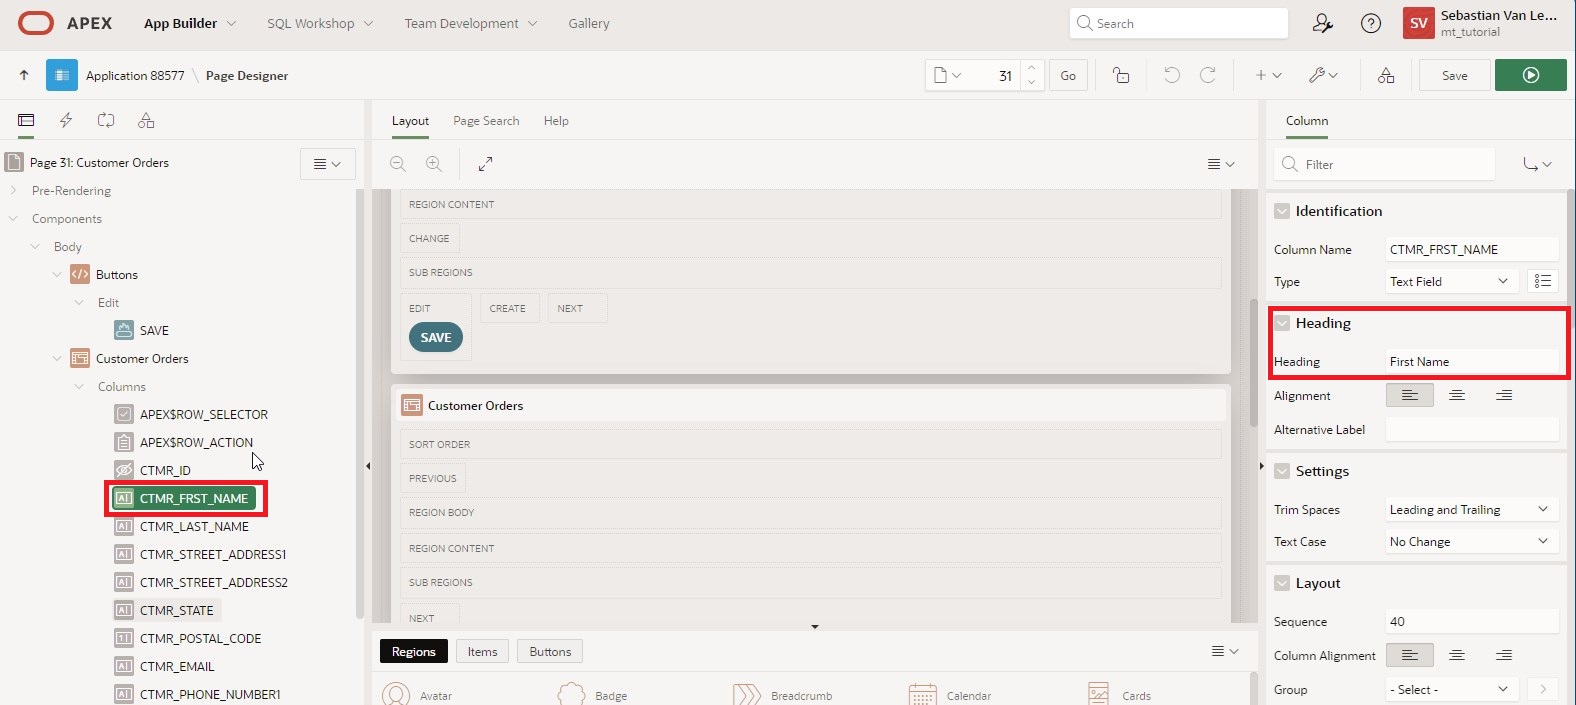 APEX App Builder SQL Workshop Team Development Gallery Search SV Sebastian Van Le...
mt_tutorial
Application 88577 \ Page Designer 31 Go Save
Layout Page Search Help
Column
Page 31: Customer Orders
Pre-Rendering
Components
Body
Buttons
Edit
SAVE
Customer Orders
Columns
APEX$ROW_SELECTOR
APEX$ROW_ACTION
CTMR_ID
CTMR_FRST_NAME
CTMR_LAST_NAME
CTMR_STREET_ADDRESS1
CTMR_STREET_ADDRESS2
CTMR_STATE
CTMR_POSTAL_CODE
CTMR_EMAIL
CTMR_PHONE_NUMBER1
REGION CONTENT
CHANGE
SUB REGIONS
EDIT CREATE NEXT
SAVE
Customer Orders
SORT ORDER
PREVIOUS
REGION BODY
REGION CONTENT
SUB REGIONS
NEXT
Regions Items Buttons
Avatar Badge Breadcrumb Calendar Cards
Filter
Identification
Column Name CTMR_FRST_NAME
Type Text Field
Heading
Heading First Name
Alignment
Alternative Label
Settings
Trim Spaces Leading and Trailing
Text Case No Change
Layout
Sequence 40
Column Alignment
Group - Select -